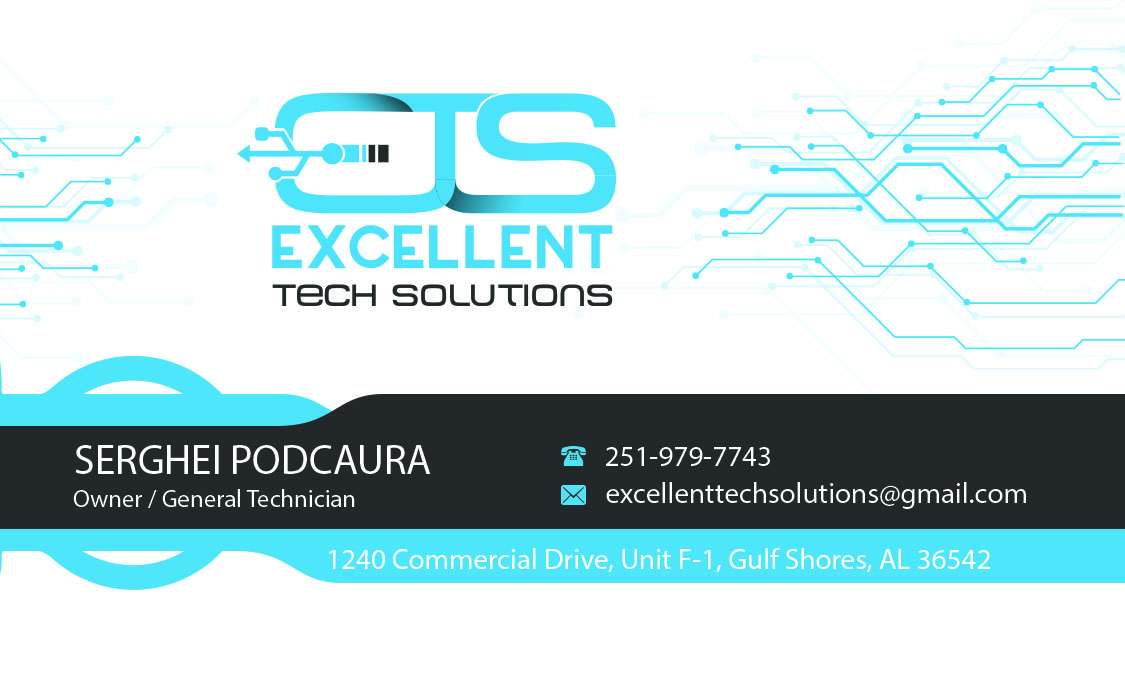 ETS
EXCELLENT
TECH SOLUTIONS
SERGHEI PODCAURA
Owner / General Technician
251-979-7743
excellenttechsolutions@gmail.com
1240 Commercial Drive, Unit F-1, Gulf Shores, AL 36542